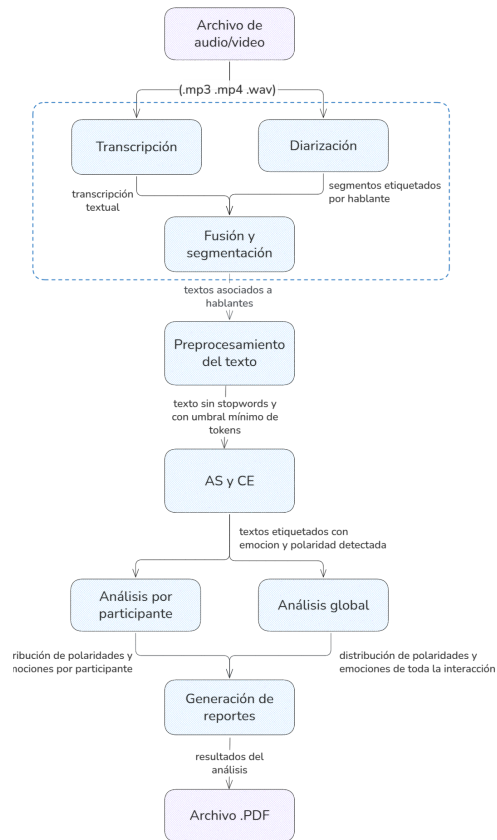 Archivo de
audio/video
(.mp3 .mp4 .wav)
Transcripción
Diarización
transcripción
textual
segmentos etiquetados
por hablante
Fusión y
segmentación
textos asociados a
hablantes
Preprocesamiento
del texto
texto sin stopwords y
con umbral mínimo de
tokens
AS y CE
textos etiquetados con
emocion y polaridad detectada
Análisis por
participante
Análisis global
ribución de polaridades y
nociones por participante
distribución de polaridades y
emociones de toda la interacción
Generación de
reportes
resultados del
análisis
Archivo .PDF